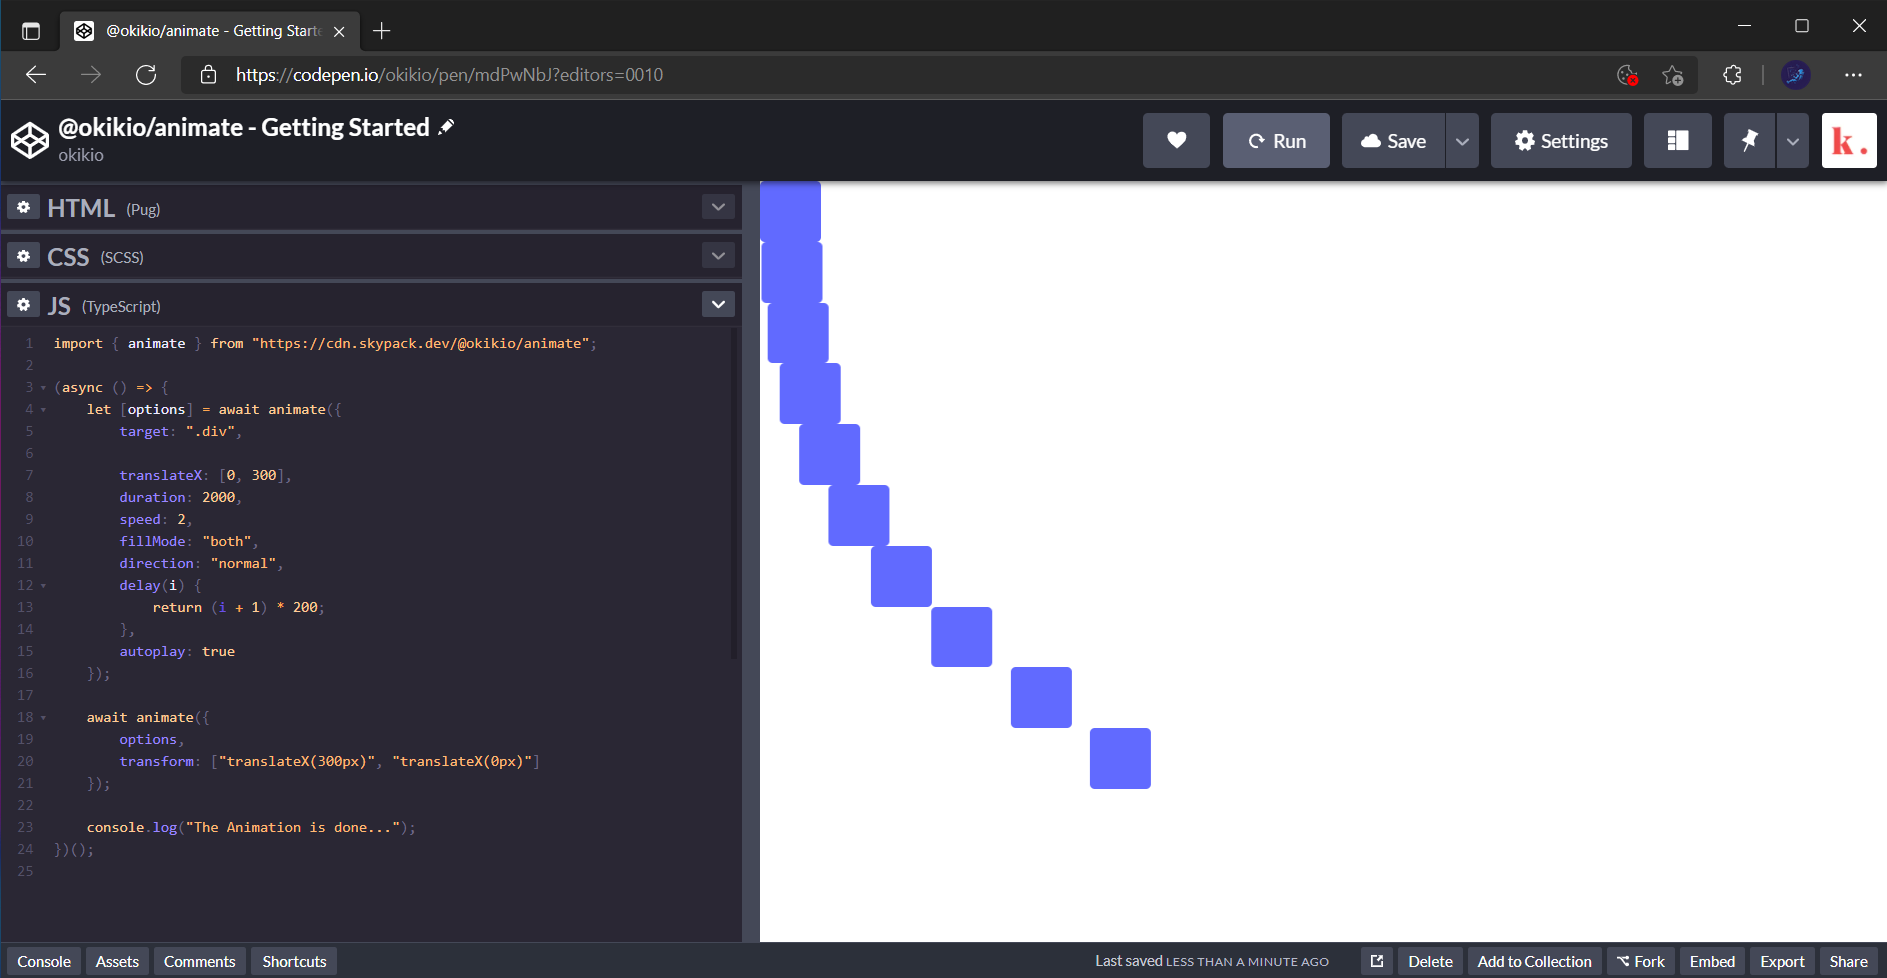 @okikio/animate - Getting Starte
https://codepen.io/okikio/pen/mdPwNbJ?editors=0010
@okikio/animate - Getting Started
okikio
Run
Save
Settings
k.
HTML (Pug)
CSS (SCSS)
JS (TypeScript)
1 import { animate } from "https://cdn.skypack.dev/@okikio/animate";
2
3 (async () => {
4 let [options] = await animate({
5 target: ".div",
6
7 translateX: [0, 300],
8 duration: 2000,
9 speed: 2,
10 fillMode: "both",
11 direction: "normal",
12 delay(i) {
13 return (i + 1) * 200;
14 },
15 autoplay: true
16 });
17
18 await animate({
19 options,
20 transform: ["translateX(300px)", "translateX(0px)"]
21 });
22
23 console.log("The Animation is done...");
24 })();
25
Console Assets Comments Shortcuts
Last saved LESS THAN A MINUTE AGO
Delete Add to Collection Fork Embed Export Share